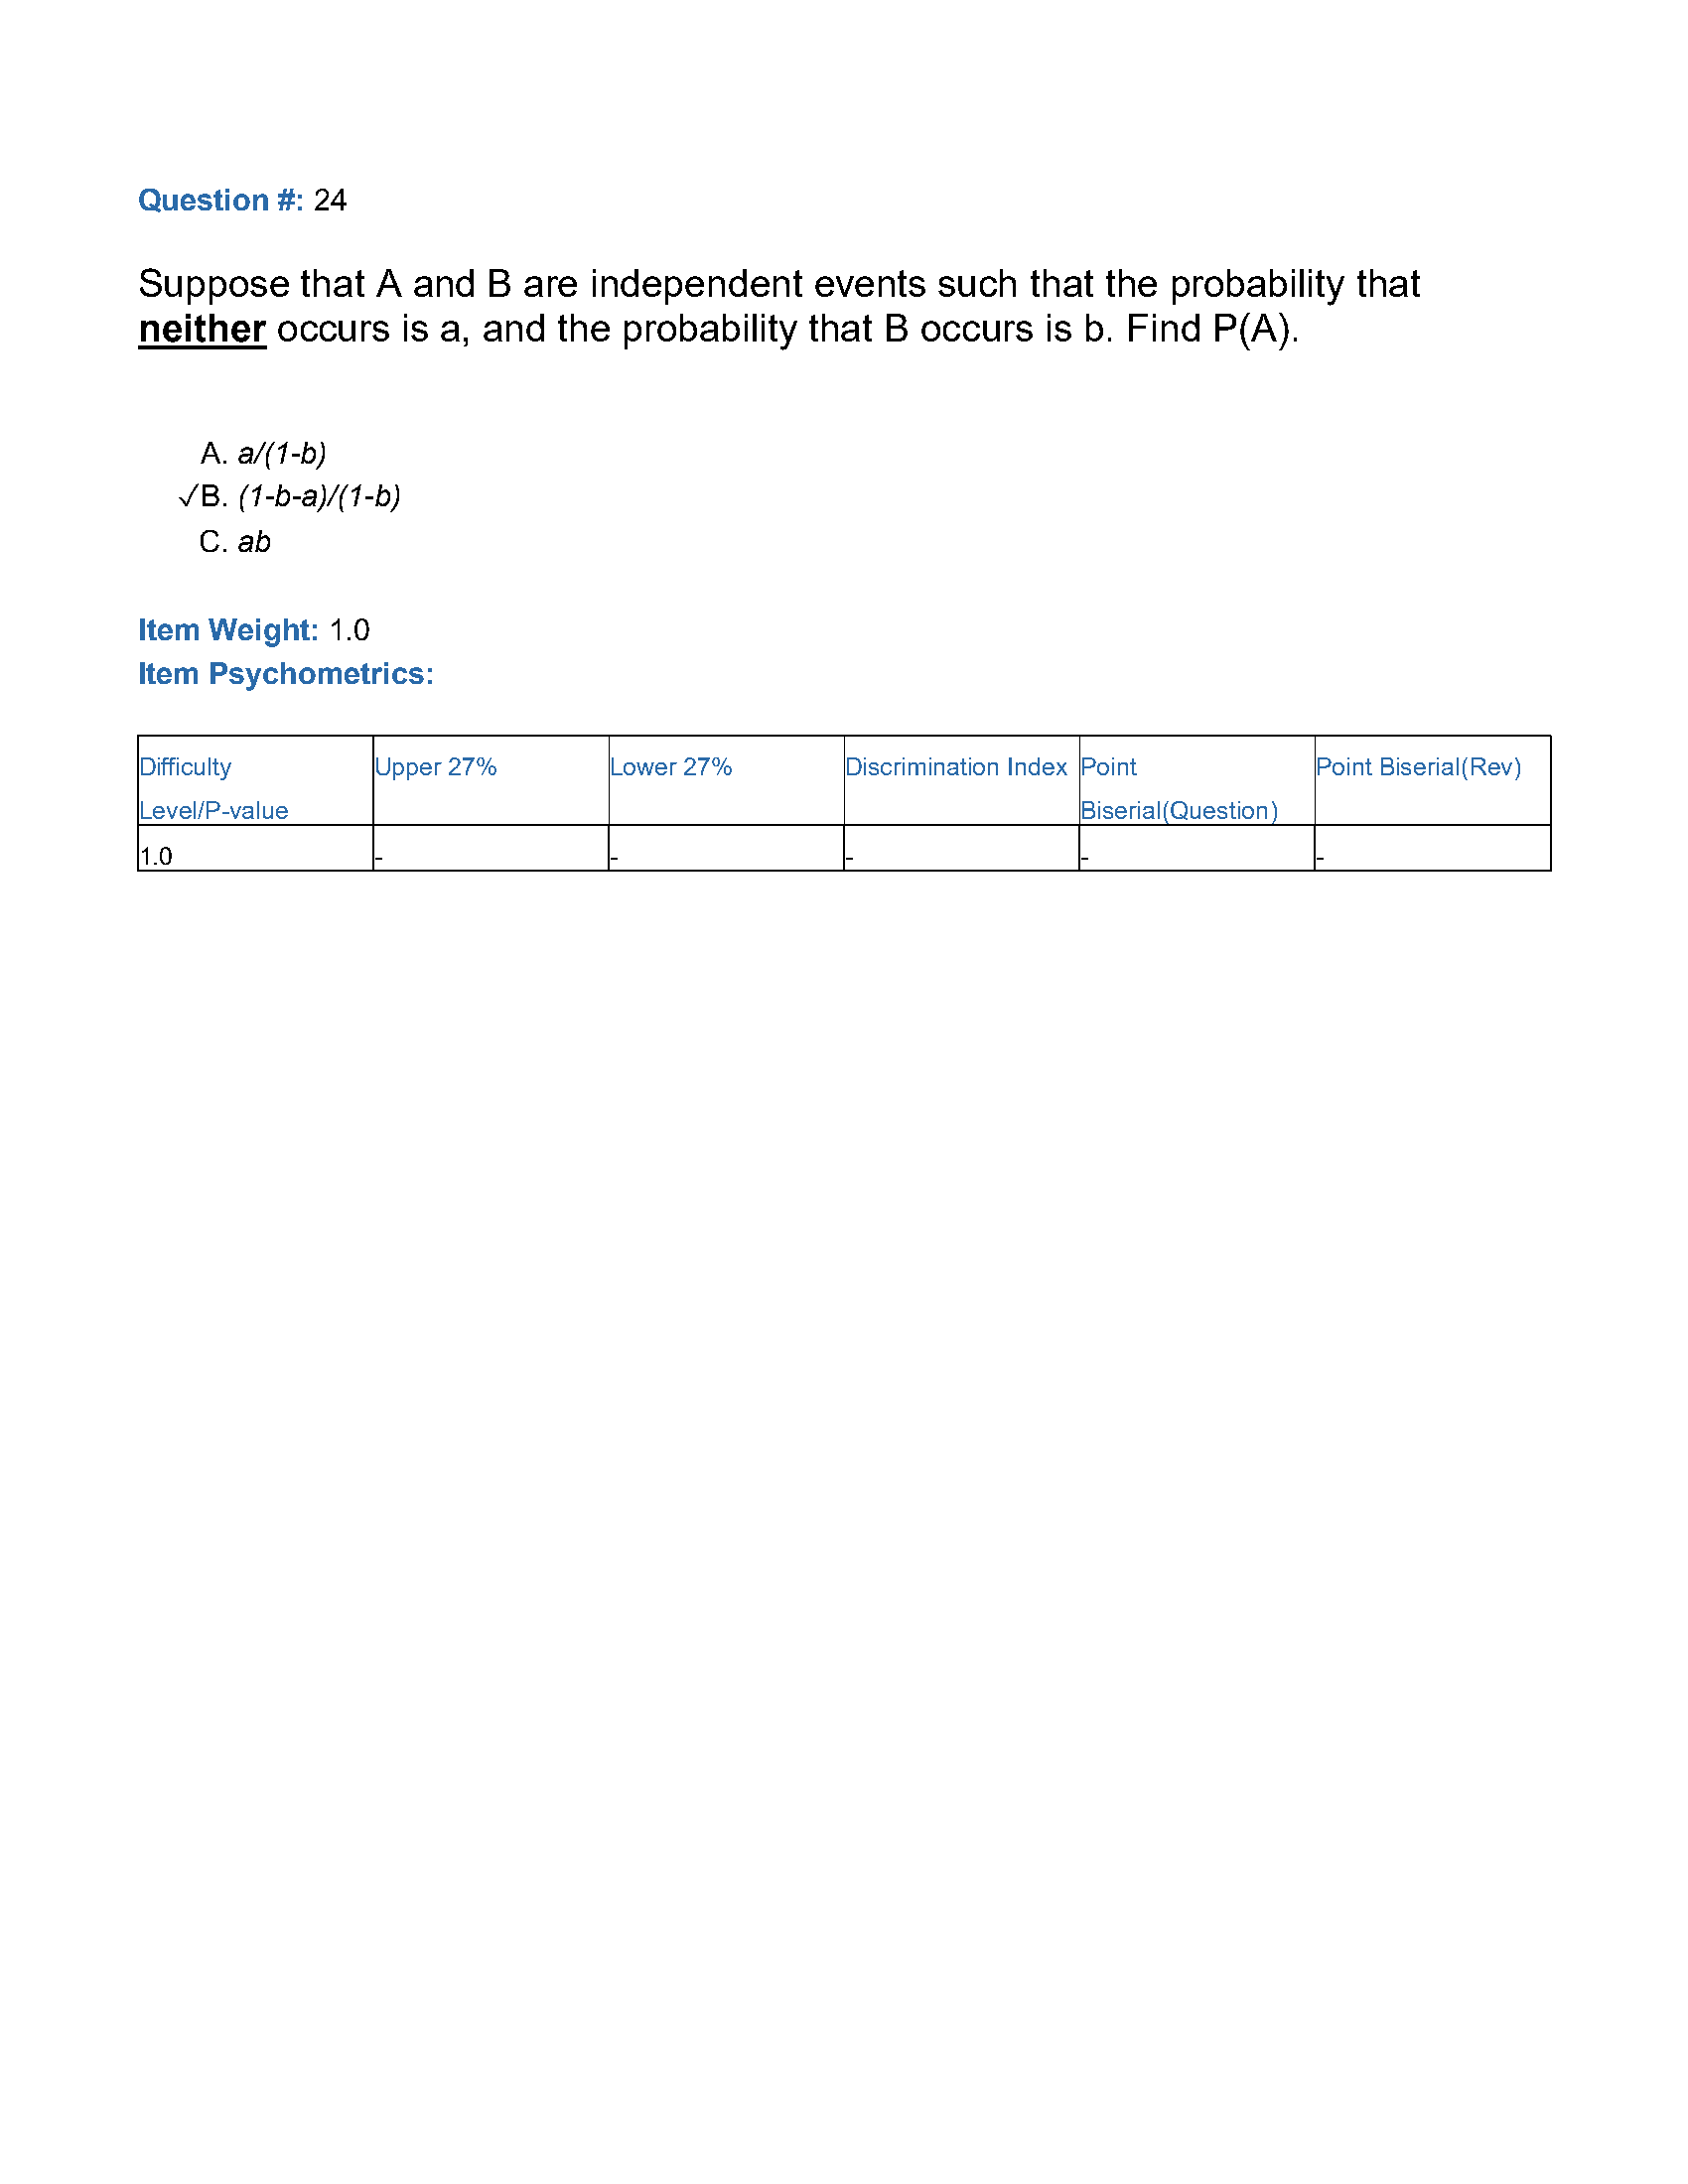 Question #: 24
Suppose that A and B are independent events such that the probability that
neither occurs is a, and the probability that B occurs is b. Find P(A).
A. a/(1-b)
✓B. (1-b-a)/(1-b)
C. ab
Item Weight: 1.0
Item Psychometrics:
Difficulty Level/P-value Upper 27% Lower 27% Discrimination Index Point Biserial(Question) Point Biserial(Rev)
1.0 - - - - -